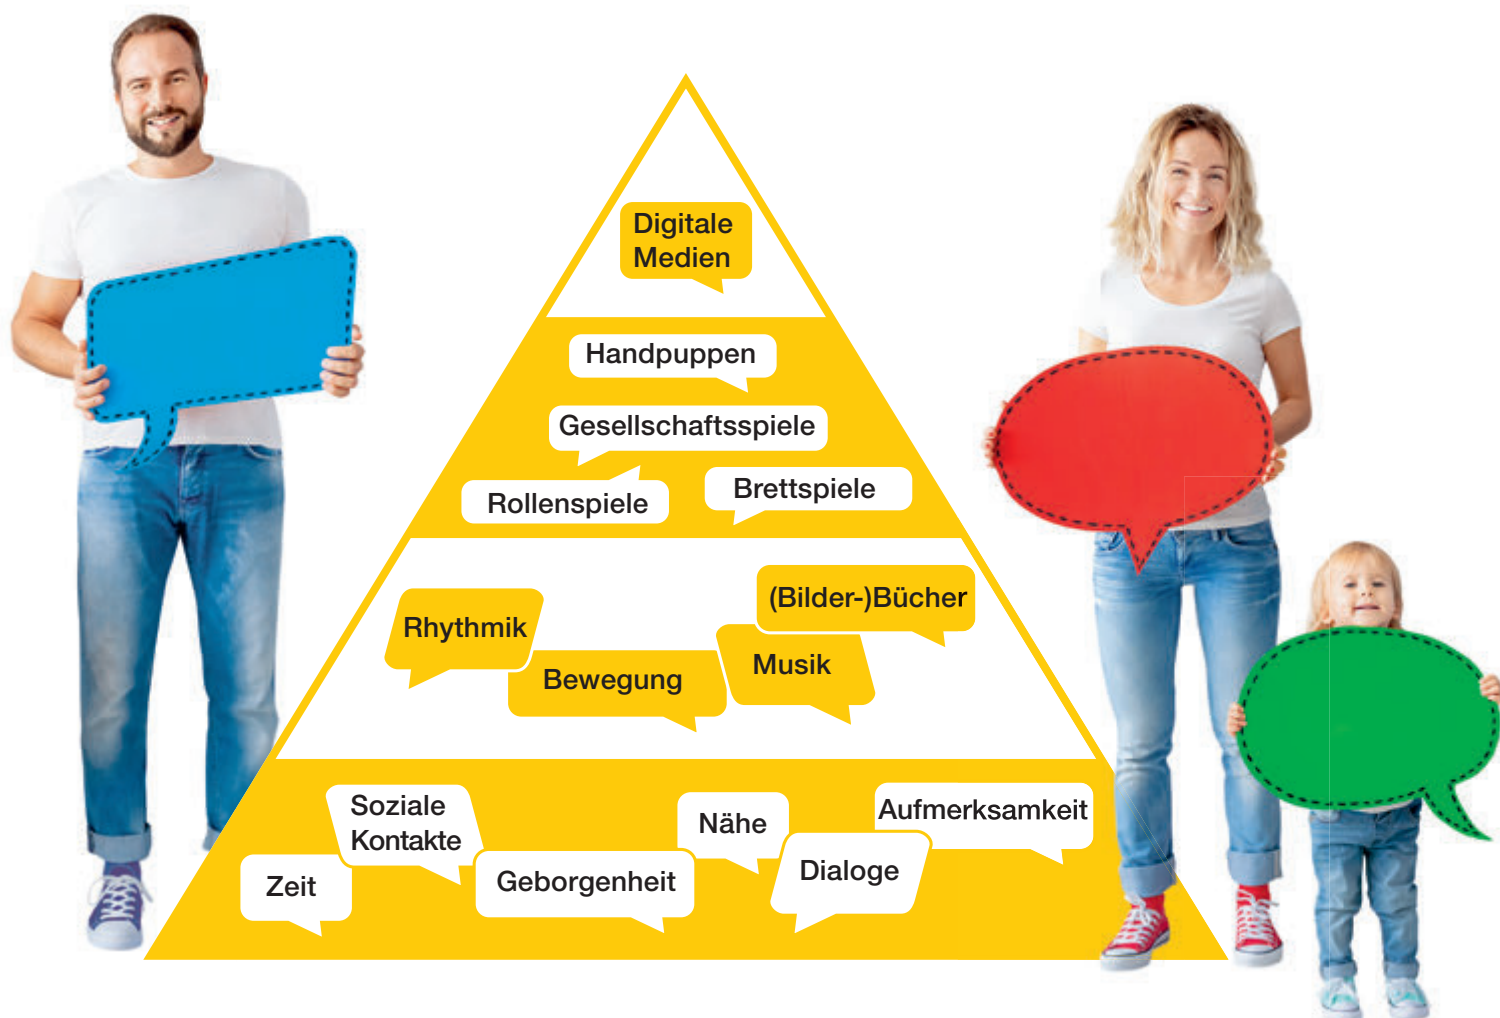 Digitale
Medien
Handpuppen
Gesellschaftsspiele
Rollenspiele
Brettspiele
Rhythmik
Bewegung
Musik
(Bilder-)Bücher
Zeit
Soziale
Kontakte
Geborgenheit
Nähe
Dialoge
Aufmerksamkeit